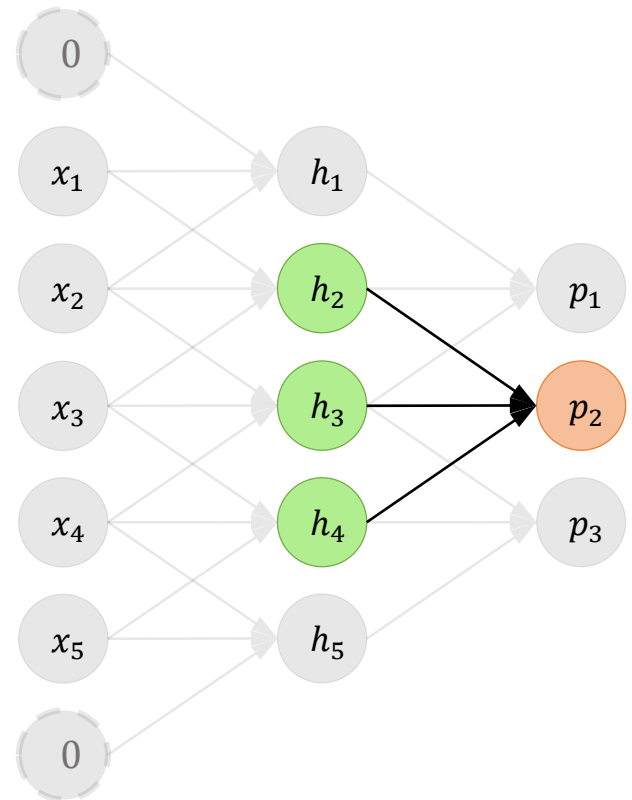 0
x₁
h₁
x₂
h₂
p₁
x₃
h₃
p₂
x₄
h₄
p₃
x₅
h₅
0